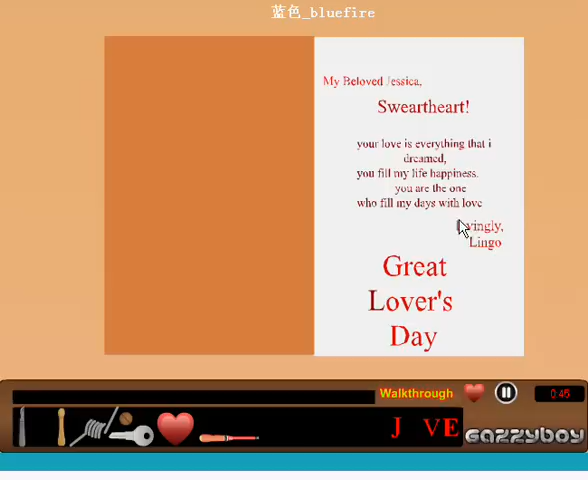 蓝色_bluefire
My Beloved Jessica,
Sweartheart!
your love is everything that i
dreamed,
you fill my life happiness.
you are the one
who fill my days with love
Lingo
Great
Lover's
Day
Walkthrough
0:45
J VE
Gazzyboy